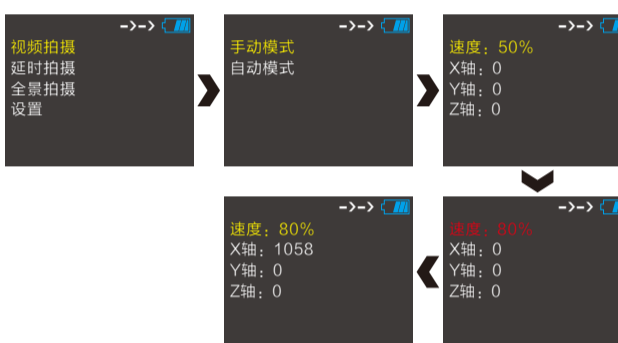 ->->
视频拍摄
延时拍摄
全景拍摄
设置
->->
手动模式
自动模式
->->
速度：50%
X轴：0
Y轴：0
Z轴：0
->->
速度：80%
X轴：0
Y轴：0
Z轴：0
->->
速度：80%
X轴：1058
Y轴：0
Z轴：0